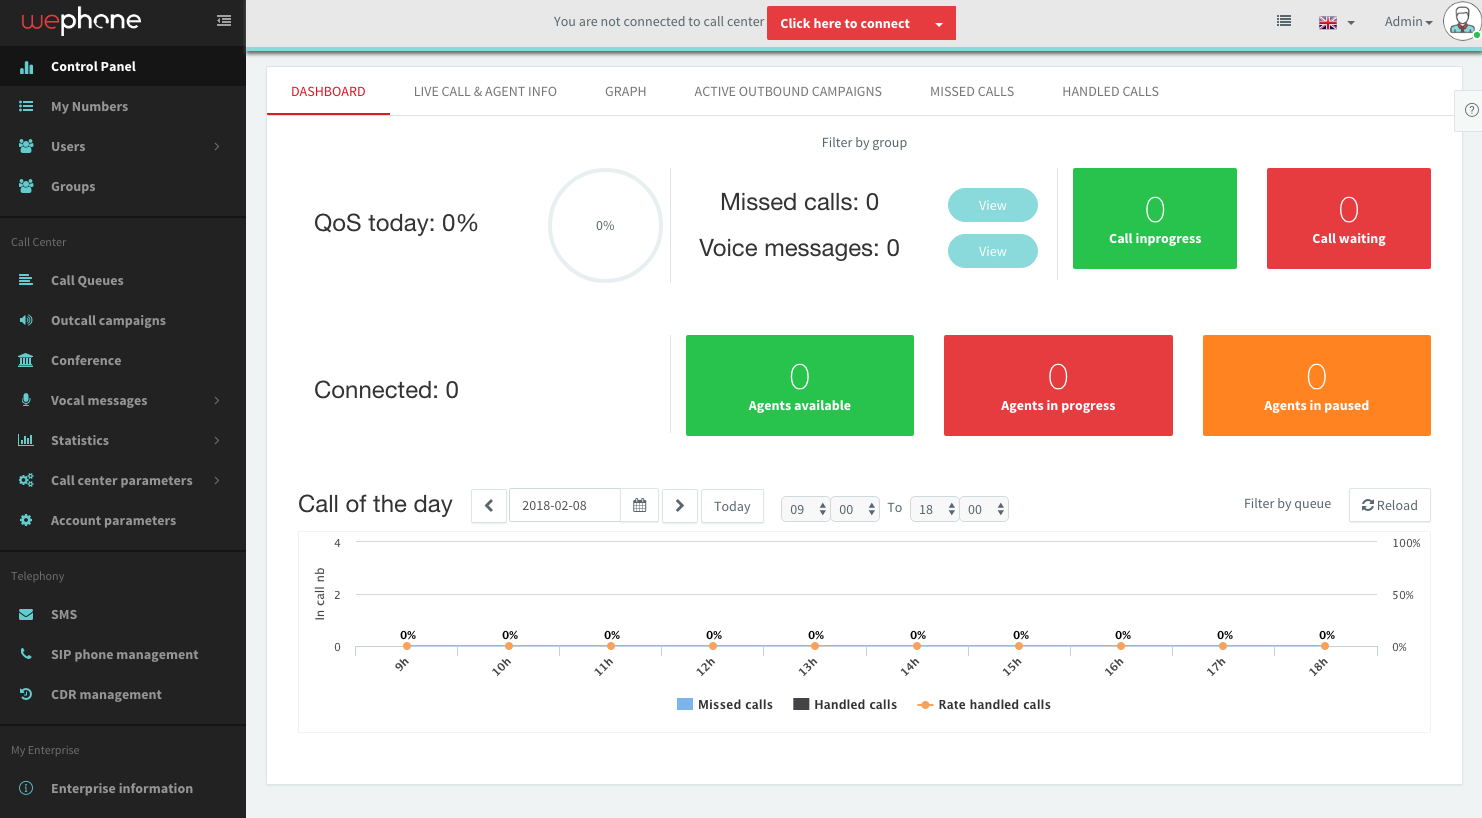 wephone
You are not connected to call center Click here to connect
Admin
Control Panel
My Numbers
Users
Groups
Call Center
Call Queues
Outcall campaigns
Conference
Vocal messages
Statistics
Call center parameters
Account parameters
Telephony
SMS
SIP phone management
CDR management
My Enterprise
Enterprise information
DASHBOARD LIVE CALL & AGENT INFO GRAPH ACTIVE OUTBOUND CAMPAIGNS MISSED CALLS HANDLED CALLS
Filter by group
QoS today: 0%
0%
Missed calls: 0 View
Voice messages: 0 View
0
Call inprogress
0
Call waiting
Connected: 0
0
Agents available
0
Agents in progress
0
Agents in paused
Call of the day 2018-02-08 Today 09 00 To 18 00 Filter by queue Reload
In call nb
4 100%
2 50%
0% 0% 0% 0% 0% 0% 0% 0% 0% 0%
0 0%
9h 10h 11h 12h 13h 14h 15h 16h 17h 18h
Missed calls Handled calls Rate handled calls